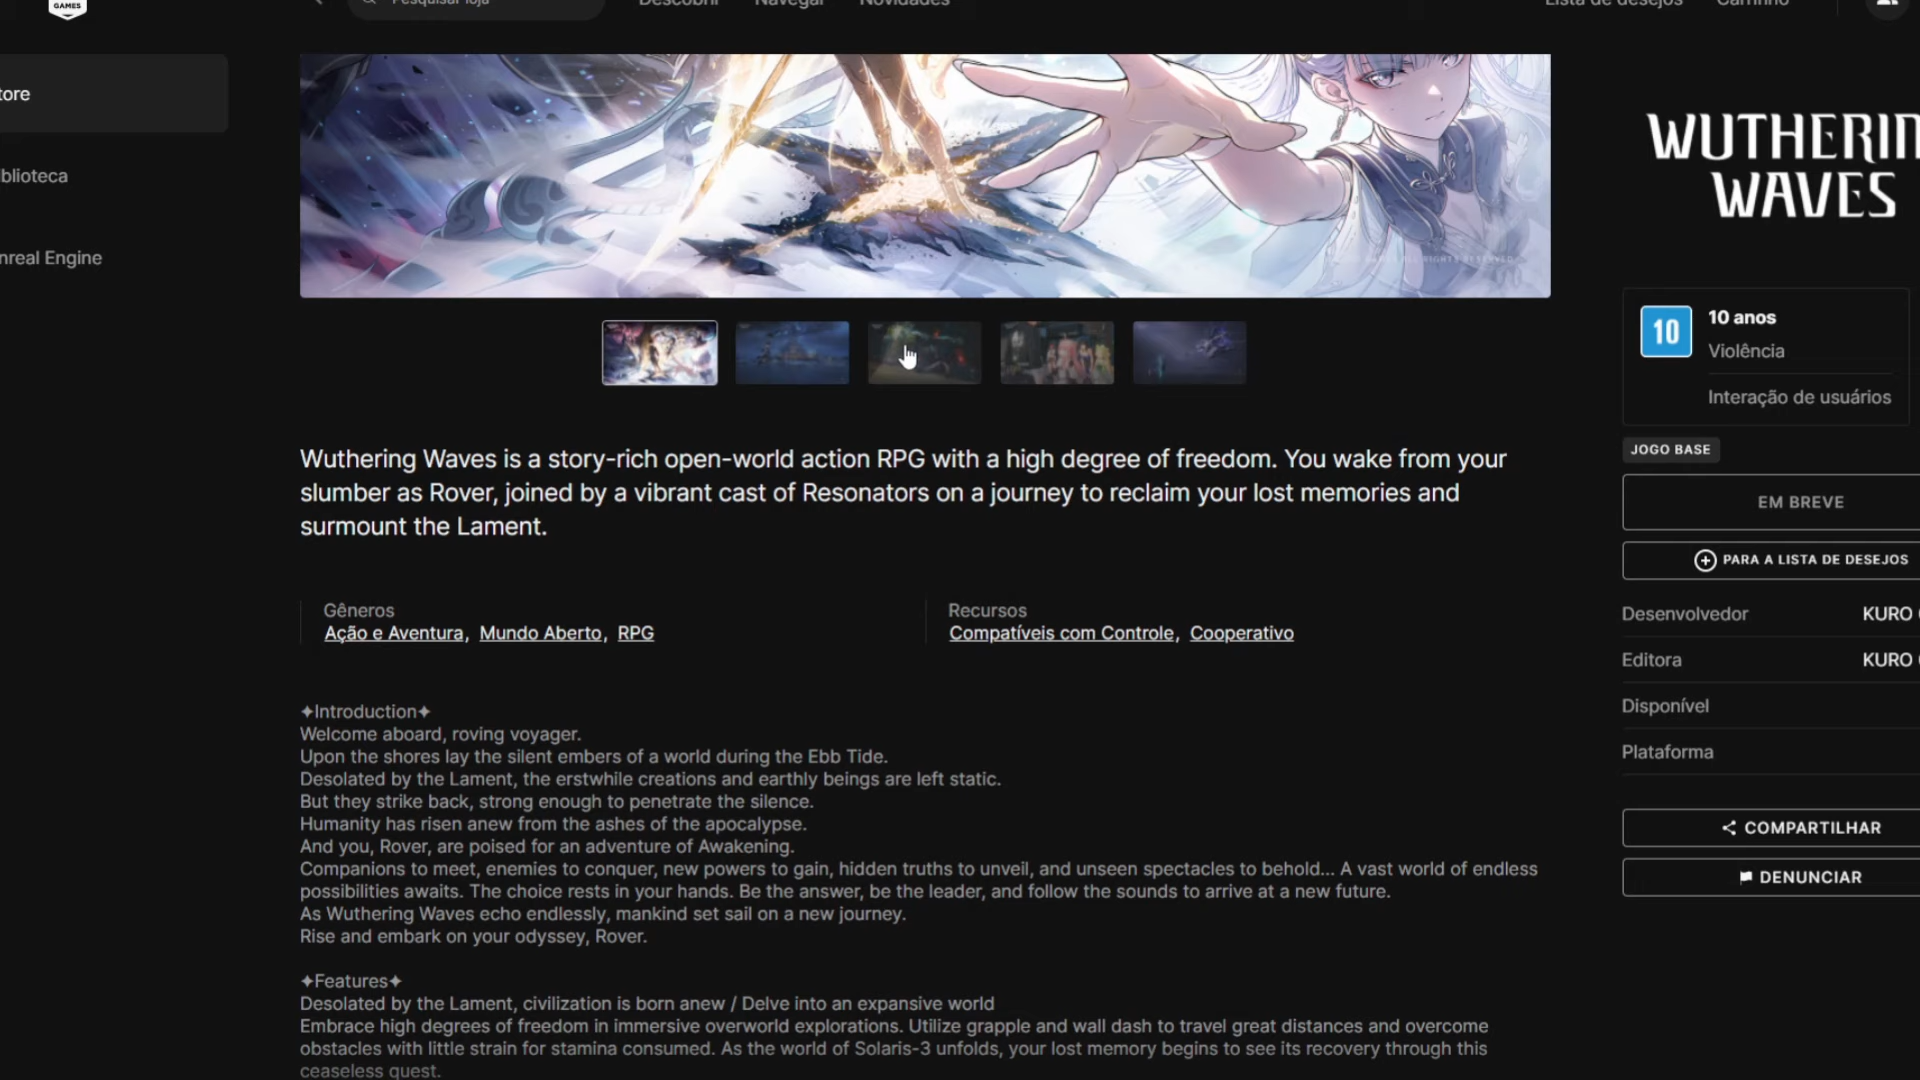 GAMES
Pesquisar loja
Descobrir
Navegar
Novidades
Lista de desejos
Carrinho
tore
blioteca
nreal Engine
WUTHERIN
WAVES
10
10 anos
Violência
Interação de usuários
JOGO BASE
EM BREVE
PARA A LISTA DE DESEJOS
Desenvolvedor KURO
Editora KURO
Disponível
Plataforma
COMPARTILHAR
DENUNCIAR
Wuthering Waves is a story-rich open-world action RPG with a high degree of freedom. You wake from your
slumber as Rover, joined by a vibrant cast of Resonators on a journey to reclaim your lost memories and
surmount the Lament.
Gêneros
Ação e Aventura, Mundo Aberto, RPG
Recursos
Compatíveis com Controle, Cooperativo
✦Introduction✦
Welcome aboard, roving voyager.
Upon the shores lay the silent embers of a world during the Ebb Tide.
Desolated by the Lament, the erstwhile creations and earthly beings are left static.
But they strike back, strong enough to penetrate the silence.
Humanity has risen anew from the ashes of the apocalypse.
And you, Rover, are poised for an adventure of Awakening.
Companions to meet, enemies to conquer, new powers to gain, hidden truths to unveil, and unseen spectacles to behold... A vast world of endless
possibilities awaits. The choice rests in your hands. Be the answer, be the leader, and follow the sounds to arrive at a new future.
As Wuthering Waves echo endlessly, mankind set sail on a new journey.
Rise and embark on your odyssey, Rover.
✦Features✦
Desolated by the Lament, civilization is born anew / Delve into an expansive world
Embrace high degrees of freedom in immersive overworld explorations. Utilize grapple and wall dash to travel great distances and overcome
obstacles with little strain for stamina consumed. As the world of Solaris-3 unfolds, your lost memory begins to see its recovery through this
ceaseless quest.